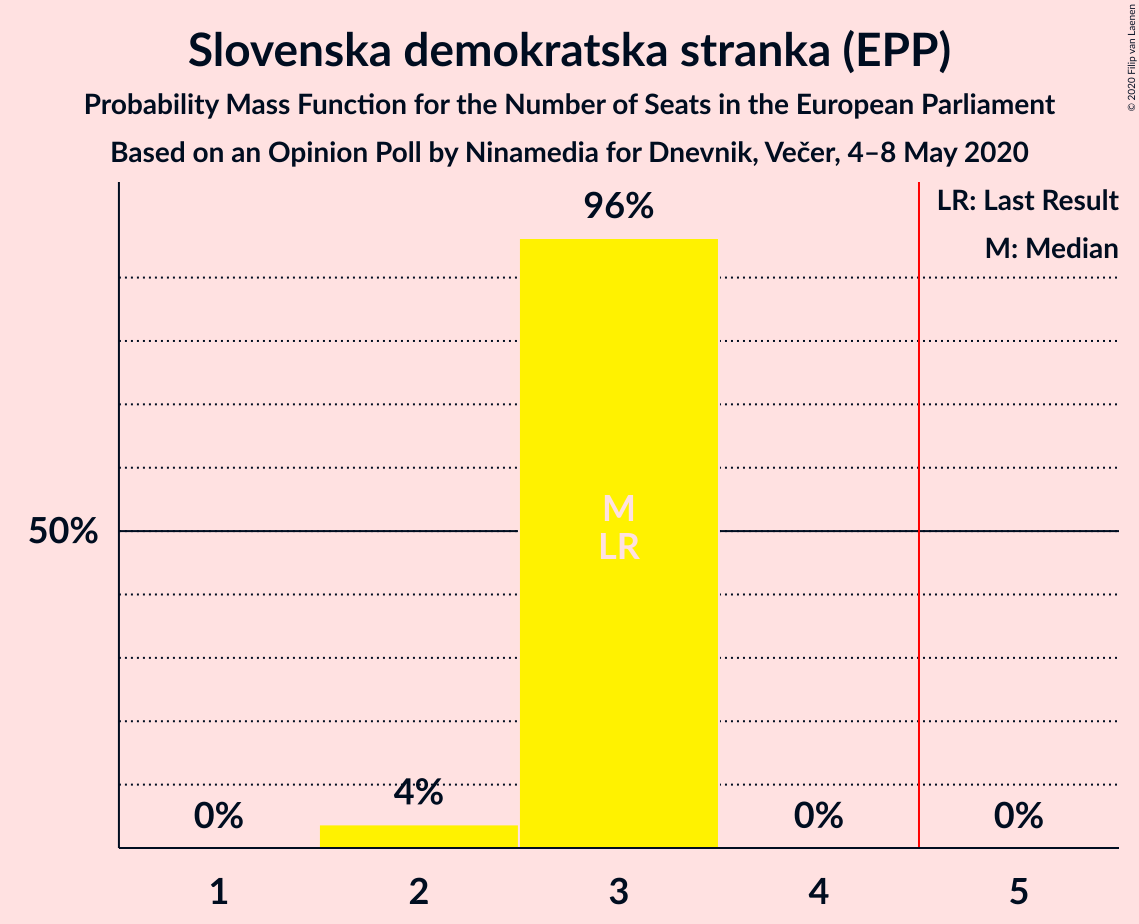 Slovenska demokratska stranka (EPP)
Probability Mass Function for the Number of Seats in the European Parliament
Based on an Opinion Poll by Ninamedia for Dnevnik, Večer, 4–8 May 2020
© 2020 Filip van Laenen
LR: Last Result
M: Median
96%
50%
M
LR
0%
4%
0%
0%
1
2
3
4
5